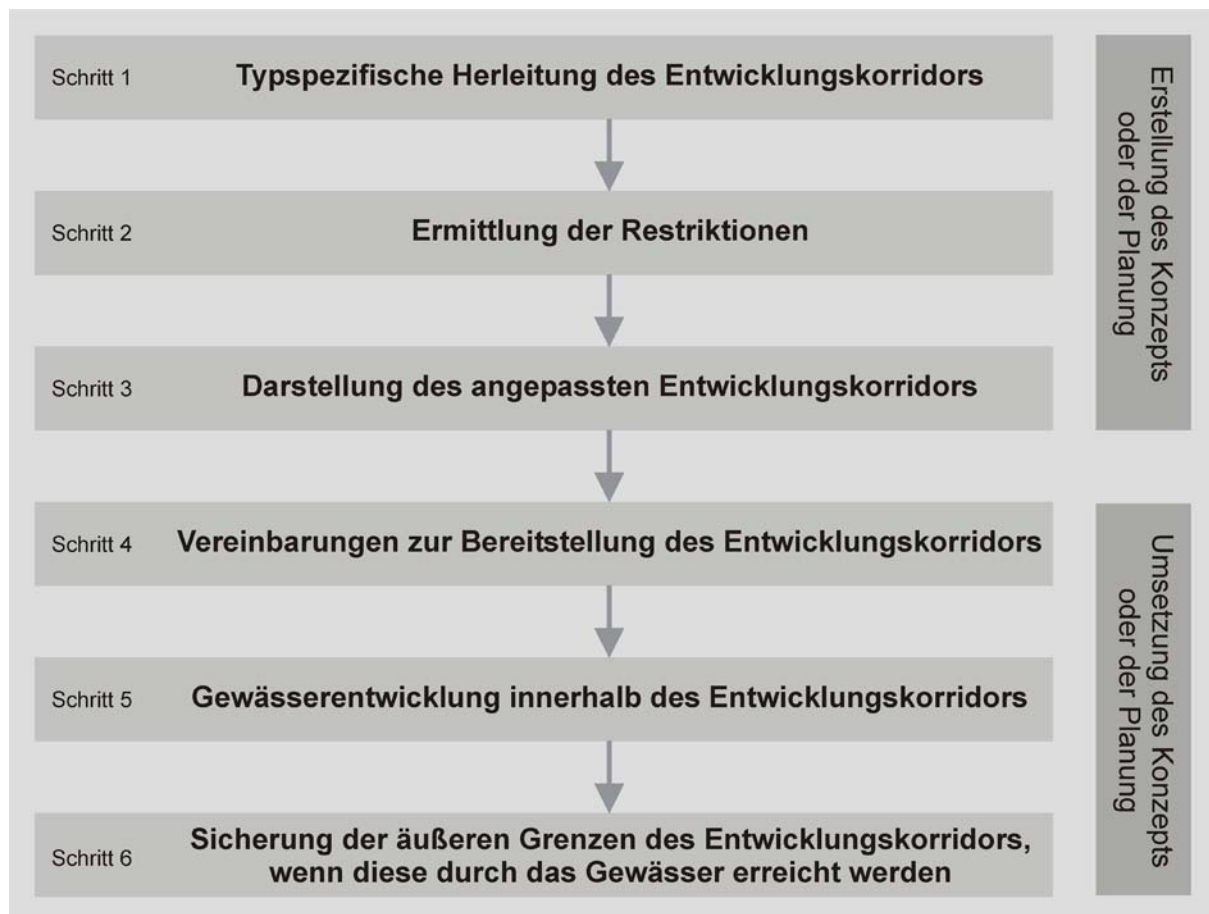 Schritt 1
Typspezifische Herleitung des Entwicklungskorridors
Schritt 2
Ermittlung der Restriktionen
Schritt 3
Darstellung des angepassten Entwicklungskorridors
Erstellung des Konzepts
oder der Planung
Schritt 4
Vereinbarungen zur Bereitstellung des Entwicklungskorridors
Schritt 5
Gewässerentwicklung innerhalb des Entwicklungskorridors
Schritt 6
Sicherung der äußeren Grenzen des Entwicklungskorridors,
wenn diese durch das Gewässer erreicht werden
Umsetzung des Konzepts
oder der Planung